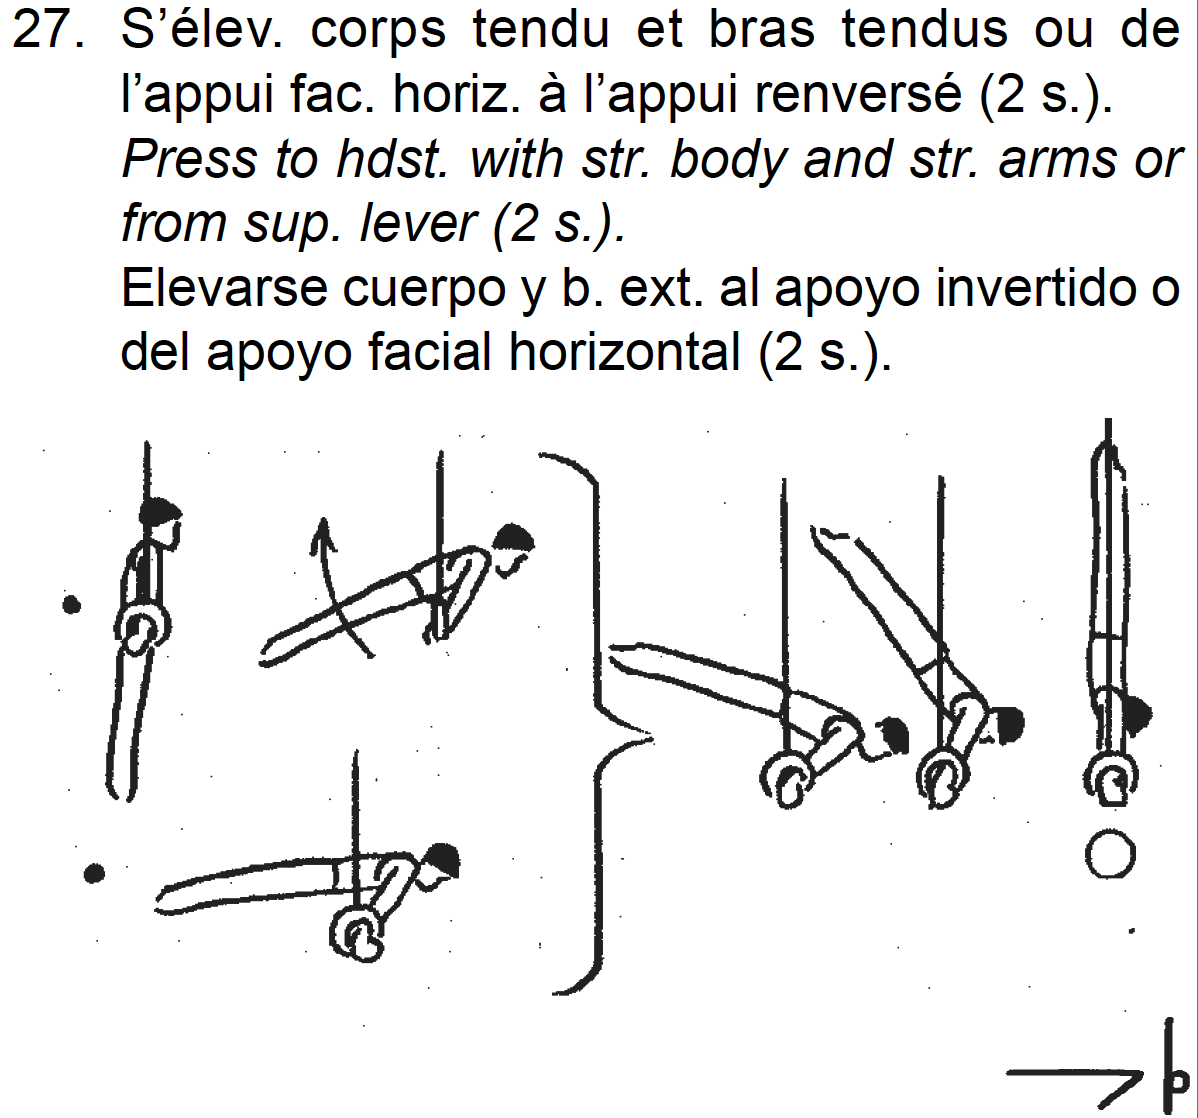 27. S’élev. corps tendu et bras tendus ou de
l’appui fac. horiz. à l’appui renversé (2 s.).
Press to hdst. with str. body and str. arms or
from sup. lever (2 s.).
Elevarse cuerpo y b. ext. al apoyo invertido o
del apoyo facial horizontal (2 s.).